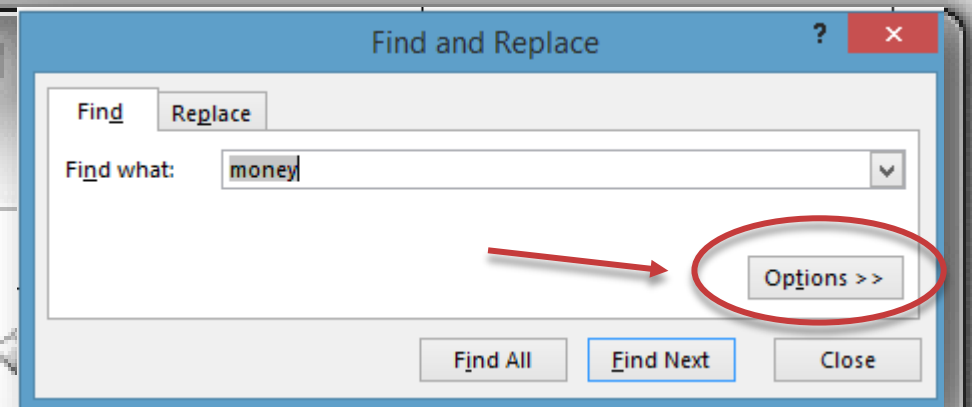 Find and Replace ?
Find Replace
Find what: money
Options >>
Find All Find Next Close